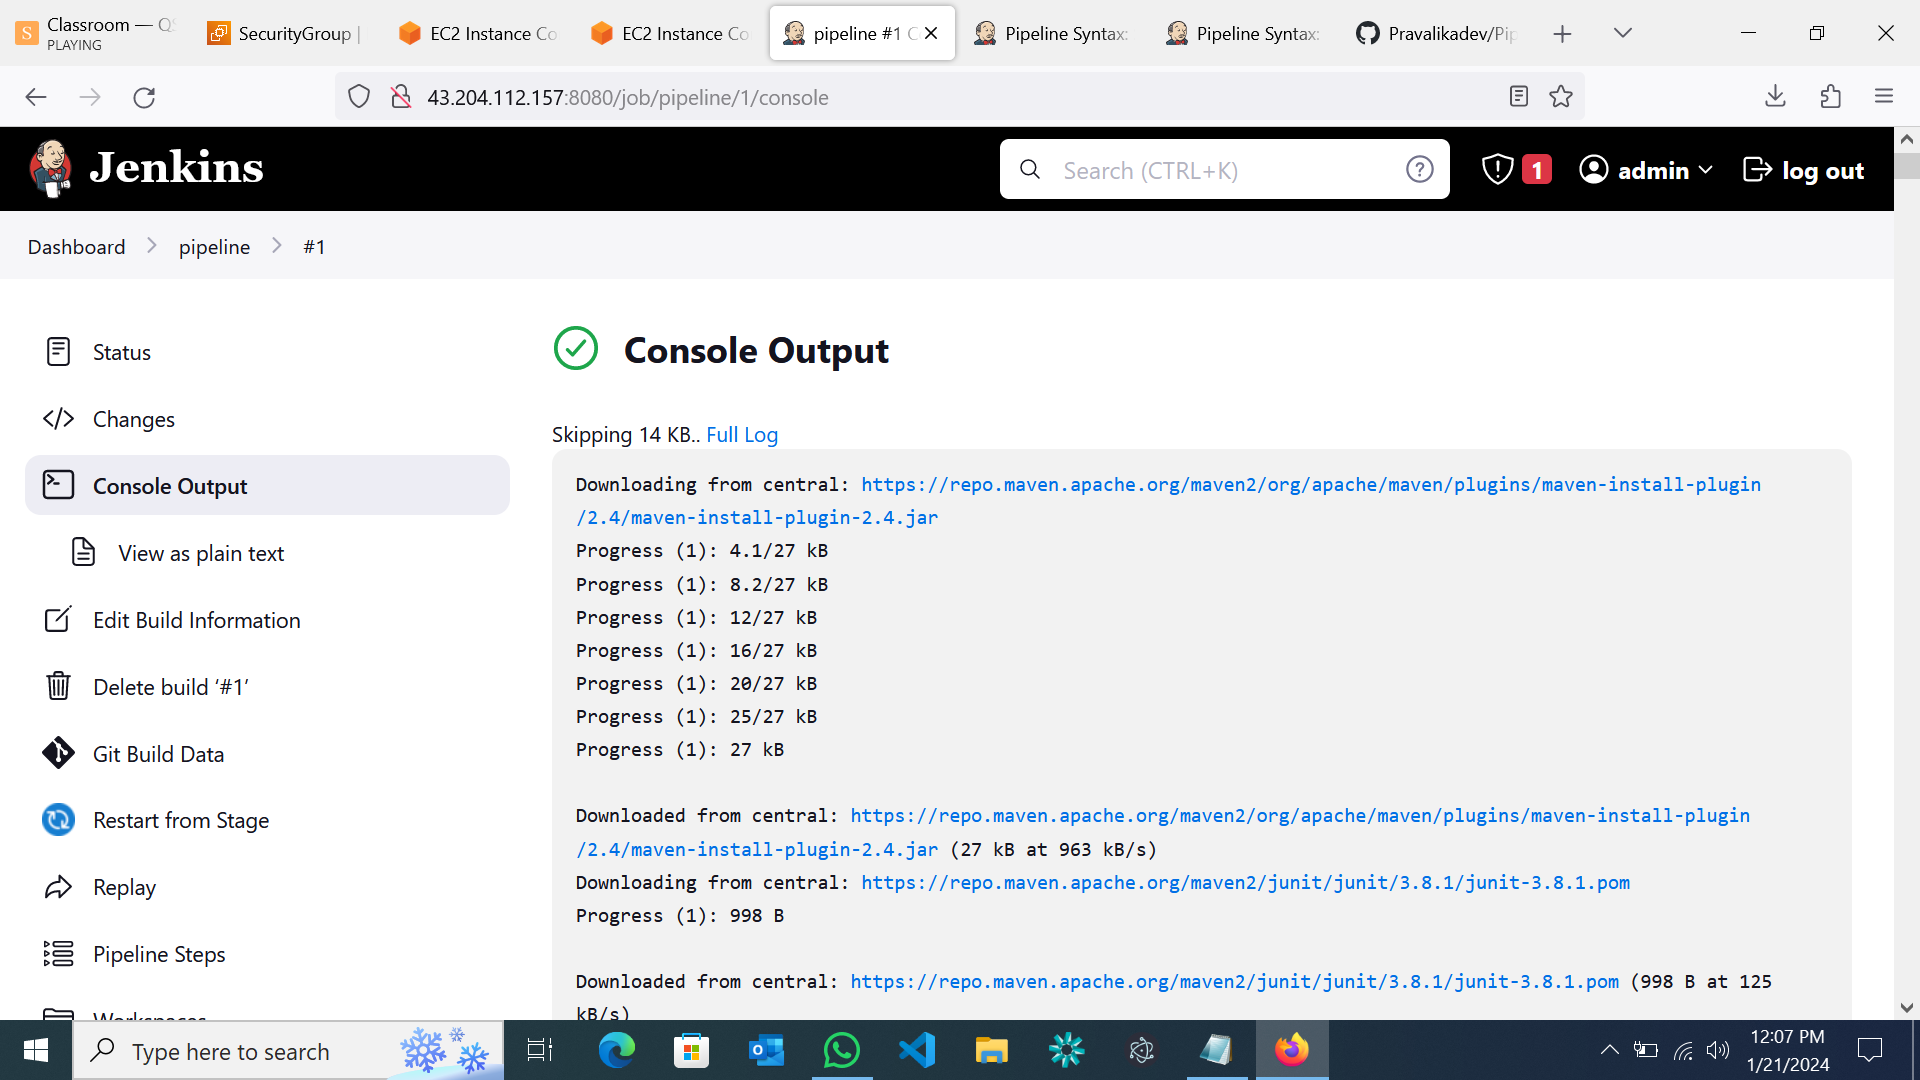 Classroom — Q
PLAYING
SecurityGroup |
EC2 Instance Co
EC2 Instance Co
pipeline #1 C
Pipeline Syntax:
Pipeline Syntax:
Pravalikadev/Pip
43.204.112.157:8080/job/pipeline/1/console
Jenkins
Search (CTRL+K)
1
admin
log out
Dashboard
pipeline
#1
Status
Changes
Console Output
View as plain text
Edit Build Information
Delete build ‘#1’
Git Build Data
Restart from Stage
Replay
Pipeline Steps
Workspaces
Console Output
Skipping 14 KB.. Full Log
Downloading from central: https://repo.maven.apache.org/maven2/org/apache/maven/plugins/maven-install-plugin
/2.4/maven-install-plugin-2.4.jar
Progress (1): 4.1/27 kB
Progress (1): 8.2/27 kB
Progress (1): 12/27 kB
Progress (1): 16/27 kB
Progress (1): 20/27 kB
Progress (1): 25/27 kB
Progress (1): 27 kB
Downloaded from central: https://repo.maven.apache.org/maven2/org/apache/maven/plugins/maven-install-plugin
/2.4/maven-install-plugin-2.4.jar (27 kB at 963 kB/s)
Downloading from central: https://repo.maven.apache.org/maven2/junit/junit/3.8.1/junit-3.8.1.pom
Progress (1): 998 B
Downloaded from central: https://repo.maven.apache.org/maven2/junit/junit/3.8.1/junit-3.8.1.pom (998 B at 125
kB/s)
Type here to search
12:07 PM
1/21/2024